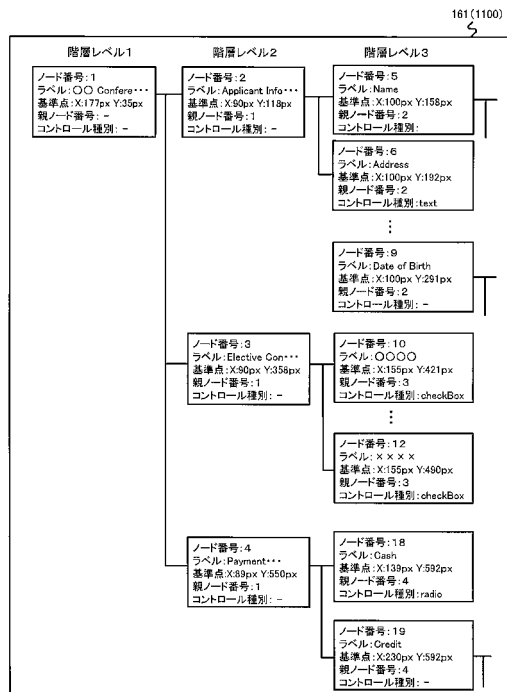 161(1100)
階層レベル1
階層レベル2
階層レベル3
ノード番号:1
ラベル:〇〇 Confere・・・
基準点:X:177px Y:35px
親ノード番号:-
コントロール種別:-
ノード番号:2
ラベル:Applicant Info・・・
基準点:X:90px Y:118px
親ノード番号:1
コントロール種別:-
ノード番号:5
ラベル:Name
基準点:X:100px Y:158px
親ノード番号:2
コントロール種別:
ノード番号:6
ラベル:Address
基準点:X:100px Y:192px
親ノード番号:2
コントロール種別:text
ノード番号:9
ラベル:Date of Birth
基準点:X:100px Y:291px
親ノード番号:2
コントロール種別:-
ノード番号:3
ラベル:Elective Con・・・
基準点:X:90px Y:358px
親ノード番号:1
コントロール種別:-
ノード番号:10
ラベル:〇〇〇〇
基準点:X:155px Y:421px
親ノード番号:3
コントロール種別:checkBox
ノード番号:12
ラベル:××××
基準点:X:155px Y:490px
親ノード番号:3
コントロール種別:checkBox
ノード番号:4
ラベル:Payment・・・
基準点:X:89px Y:550px
親ノード番号:1
コントロール種別:-
ノード番号:18
ラベル:Cash
基準点:X:139px Y:592px
親ノード番号:4
コントロール種別:radio
ノード番号:19
ラベル:Credit
基準点:X:230px Y:592px
親ノード番号:4
コントロール種別:-